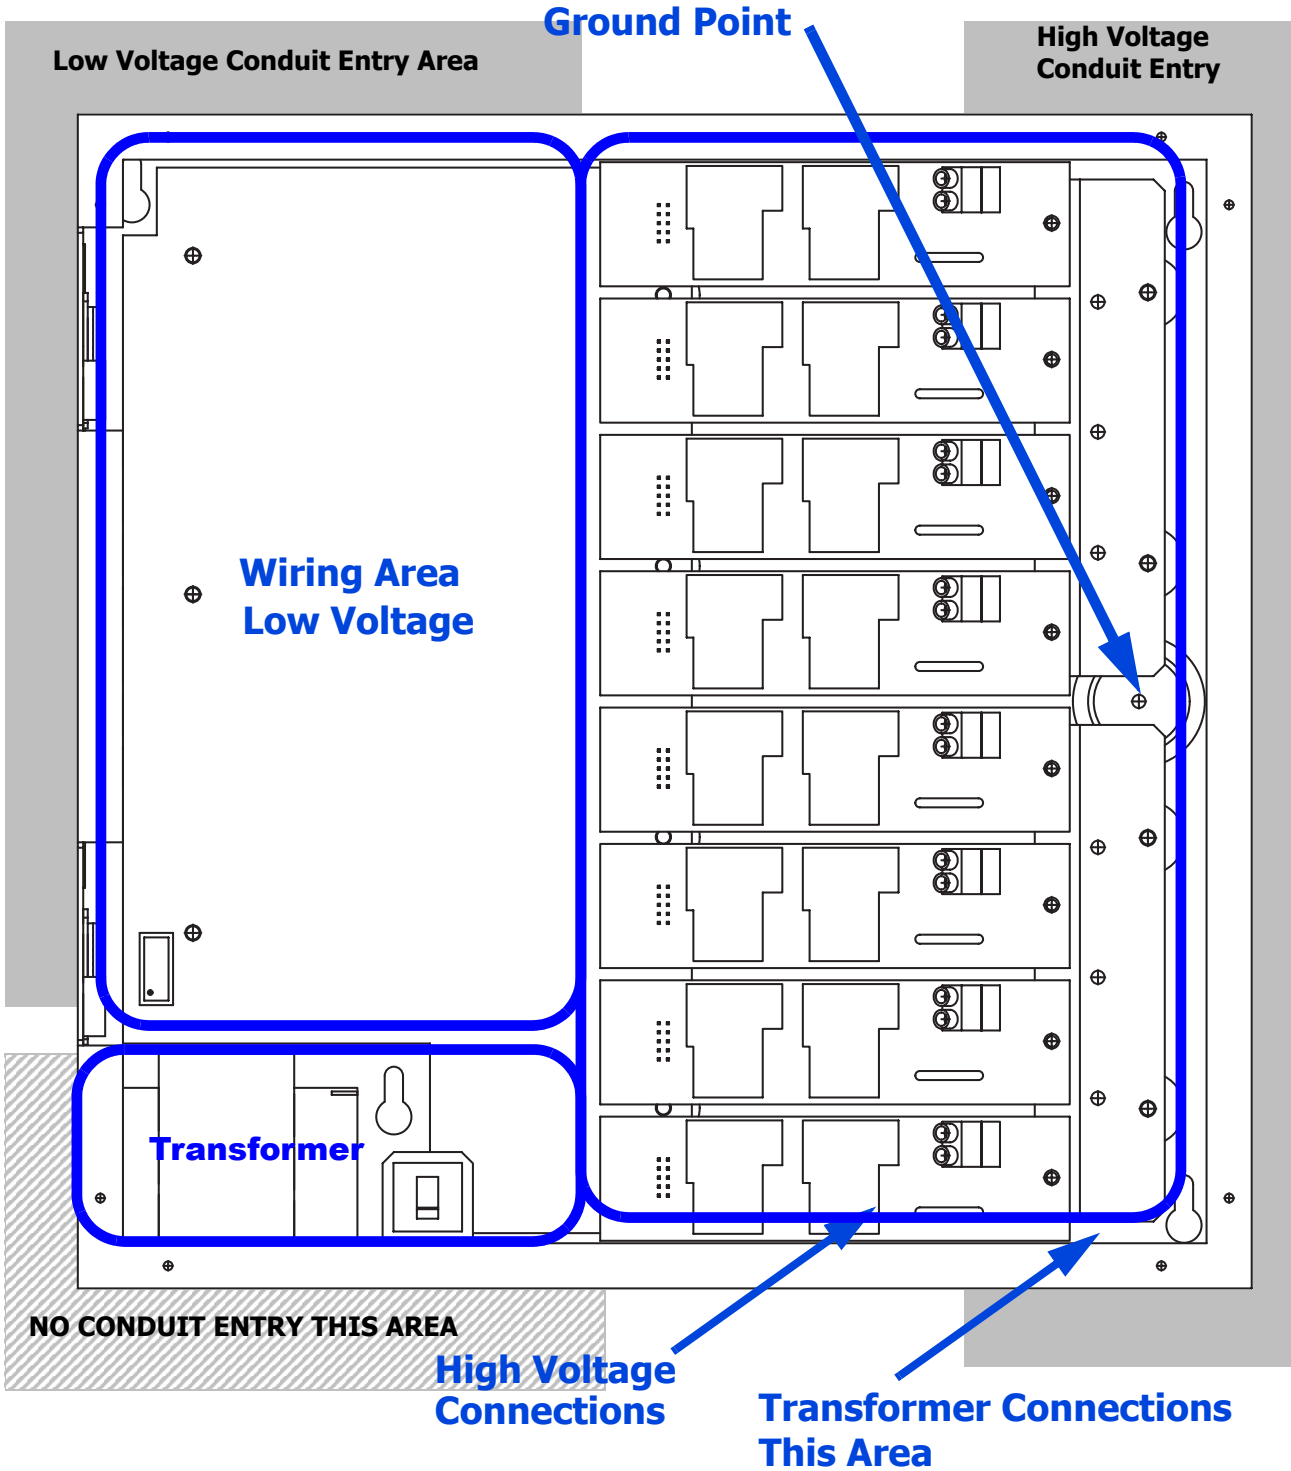 Ground Point
Low Voltage Conduit Entry Area
High Voltage
Conduit Entry
Wiring Area
Low Voltage
Transformer
NO CONDUIT ENTRY THIS AREA
High Voltage
Connections
Transformer Connections
This Area